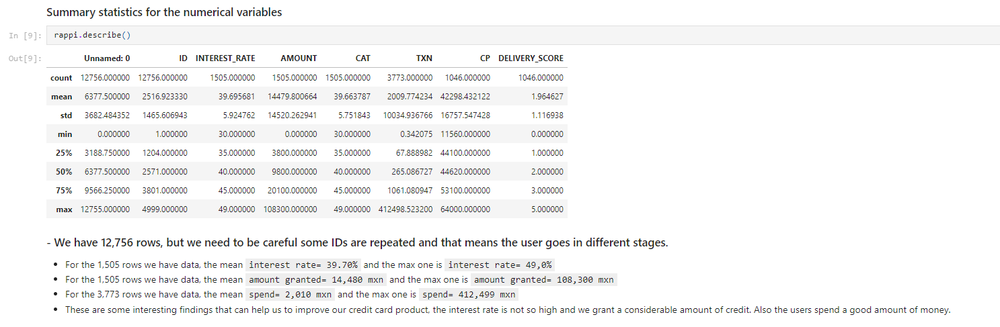 Summary statistics for the numerical variables
In [9]: rappi.describe()
Out[9]:
Unnamed: 0 ID INTEREST_RATE AMOUNT CAT TXN CP DELIVERY_SCORE
count 12756.000000 12756.000000 1505.000000 1505.000000 1505.000000 3773.000000 1046.000000 1046.000000
mean 6377.500000 2516.923330 39.695681 14479.800664 39.663787 2009.774234 42298.432122 1.964627
std 3682.484352 1465.606943 5.924762 14520.262941 5.751843 10034.936766 16757.547428 1.116938
min 0.000000 1.000000 30.000000 0.000000 30.000000 0.342075 11560.000000 0.000000
25% 3188.750000 1204.000000 35.000000 3800.000000 35.000000 67.888982 44100.000000 1.000000
50% 6377.500000 2571.000000 40.000000 9800.000000 40.000000 265.086727 44620.000000 2.000000
75% 9566.250000 3801.000000 45.000000 20100.000000 45.000000 1061.080947 53100.000000 3.000000
max 12755.000000 4999.000000 49.000000 108300.000000 49.000000 412498.523200 64000.000000 5.000000
- We have 12,756 rows, but we need to be careful some IDs are repeated and that means the user goes in different stages.
• For the 1,505 rows we have data, the mean interest rate= 39.70% and the max one is interest rate= 49,0%
• For the 1,505 rows we have data, the mean amount granted= 14,480 mxn and the max one is amount granted= 108,300 mxn
• For the 3,773 rows we have data, the mean spend= 2,010 mxn and the max one is spend= 412,499 mxn
• These are some interesting findings that can help us to improve our credit card product, the interest rate is not so high and we grant a considerable amount of credit. Also the users spend a good amount of money.